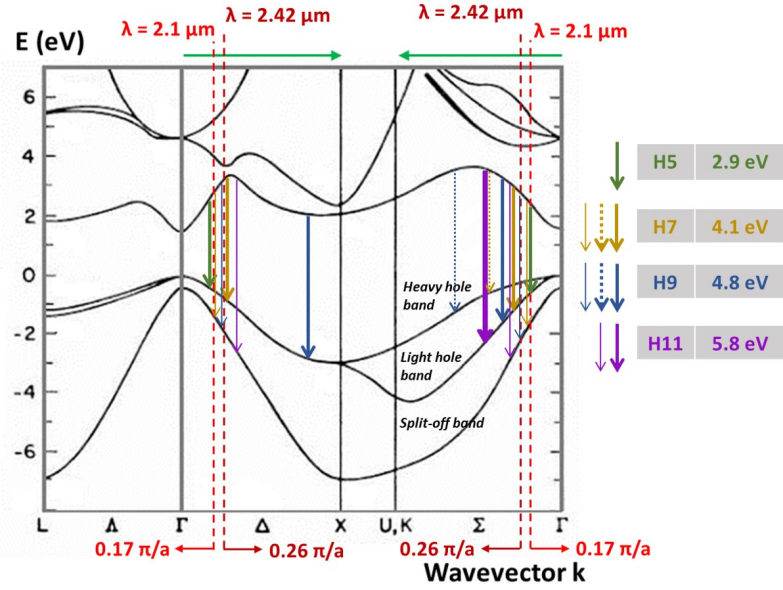 λ = 2.42 μm
λ = 2.42 μm
λ = 2.1 μm
λ = 2.1 μm
E (eV)
6
4
2
0
-2
-4
-6
Heavy hole
band
Light hole
band
Split-off band
H5 2.9 eV
H7 4.1 eV
H9 4.8 eV
H11 5.8 eV
L Λ Γ Δ X U,K Σ Γ
0.17 π/a 0.26 π/a 0.26 π/a 0.17 π/a
Wavevector k